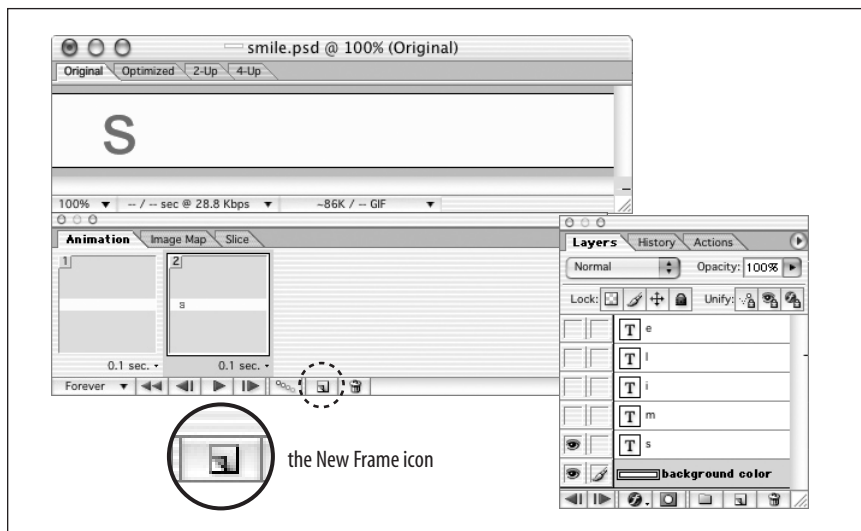 smile.psd @ 100% (Original)
Original Optimized 2-Up 4-Up
s
100% -- / -- sec @ 28.8 Kbps ~86K / -- GIF
Animation Image Map Slice
1 2
s
0.1 sec. 0.1 sec.
Forever
the New Frame icon
Layers History Actions
Normal Opacity: 100%
Lock: Unify:
T e
T l
T i
T m
T s
background color